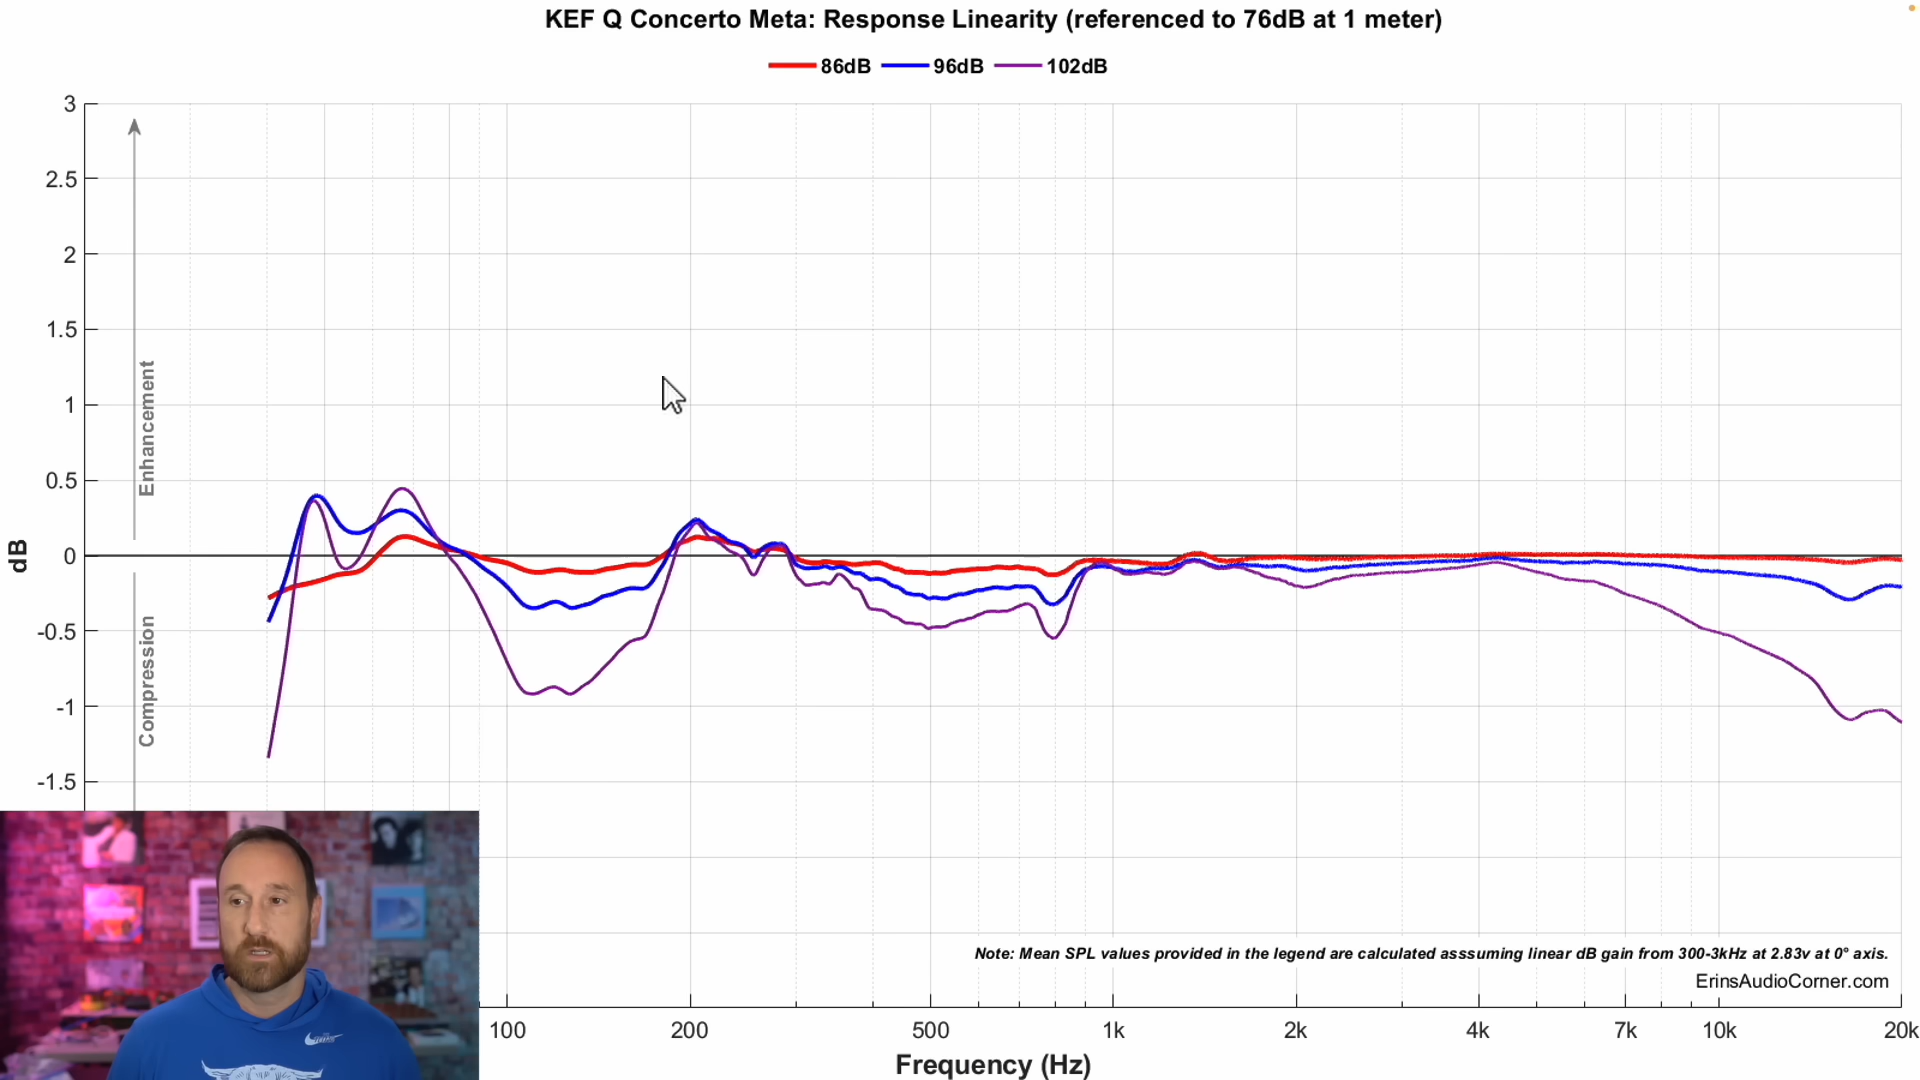 KEF Q Concerto Meta: Response Linearity (referenced to 76dB at 1 meter)
86dB 96dB 102dB
3
2.5
2
1.5
1
0.5
0
-0.5
-1
-1.5
dB
Enhancement
Compression
Note: Mean SPL values provided in the legend are calculated asssuming linear dB gain from 300-3kHz at 2.83v at 0° axis.
ErinsAudioCorner.com
100 200 500 1k 2k 4k 7k 10k 20k
Frequency (Hz)